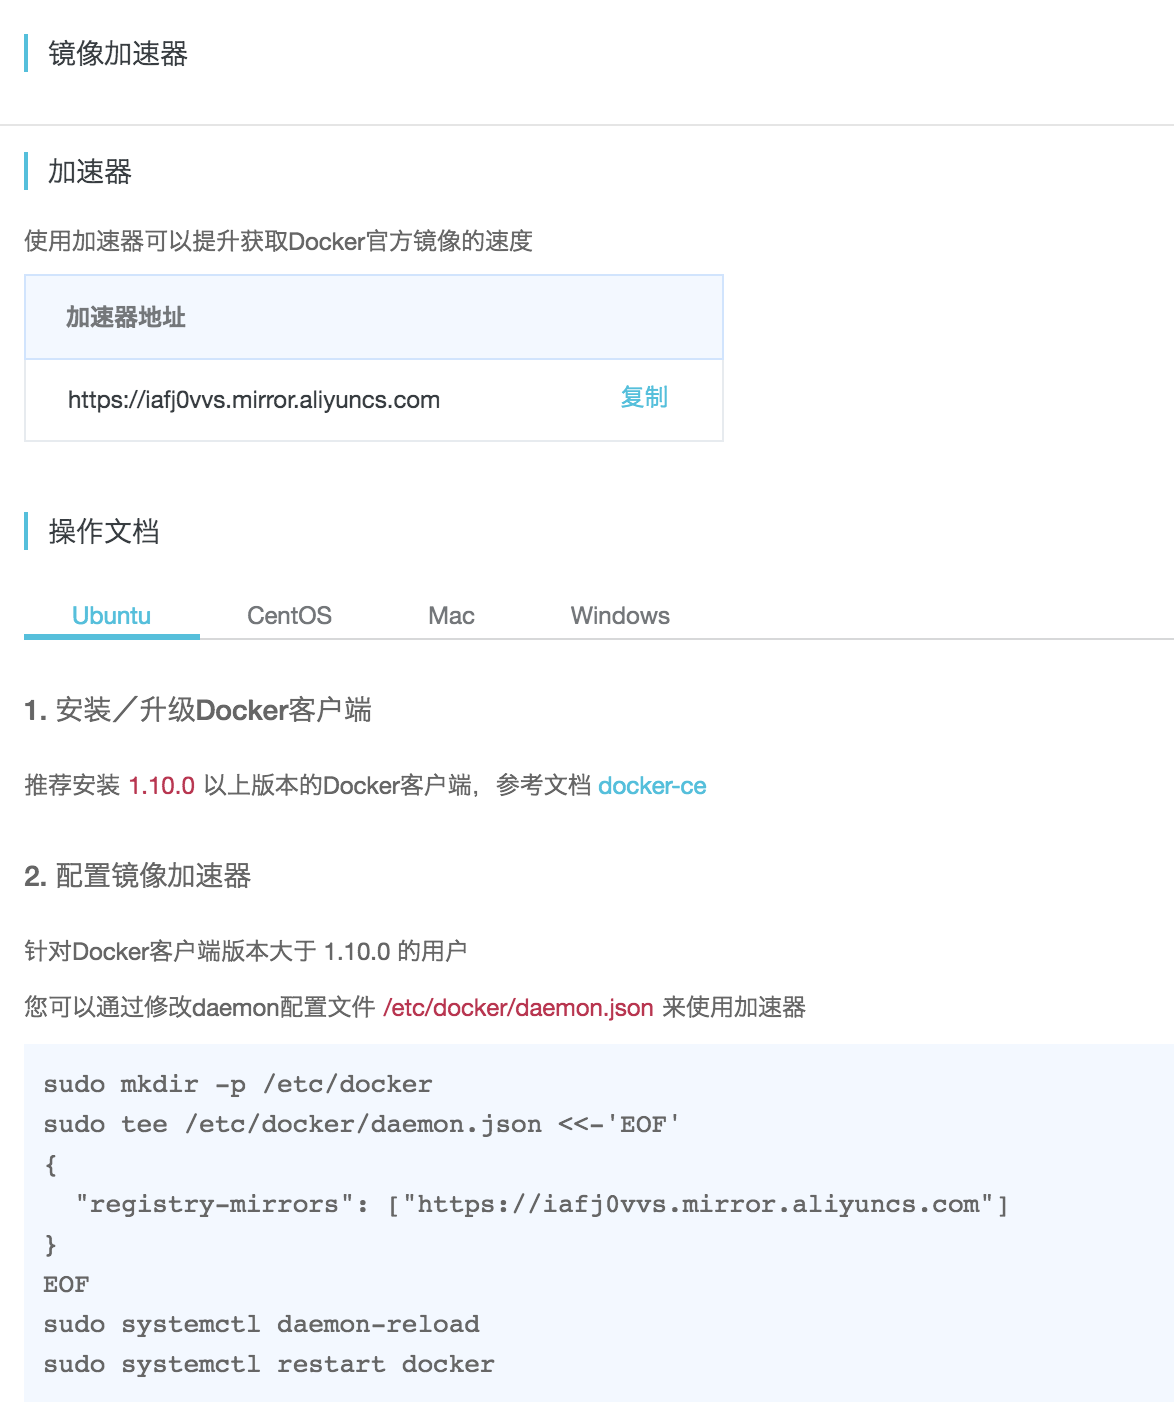 镜像加速器
加速器
使用加速器可以提升获取Docker官方镜像的速度
加速器地址
https://iafj0vvs.mirror.aliyuncs.com 复制
操作文档
Ubuntu CentOS Mac Windows
1. 安装／升级Docker客户端
推荐安装 1.10.0 以上版本的Docker客户端，参考文档 docker-ce
2. 配置镜像加速器
针对Docker客户端版本大于 1.10.0 的用户
您可以通过修改daemon配置文件 /etc/docker/daemon.json 来使用加速器
sudo mkdir -p /etc/docker
sudo tee /etc/docker/daemon.json <<-'EOF'
{
  "registry-mirrors": ["https://iafj0vvs.mirror.aliyuncs.com"]
}
EOF
sudo systemctl daemon-reload
sudo systemctl restart docker